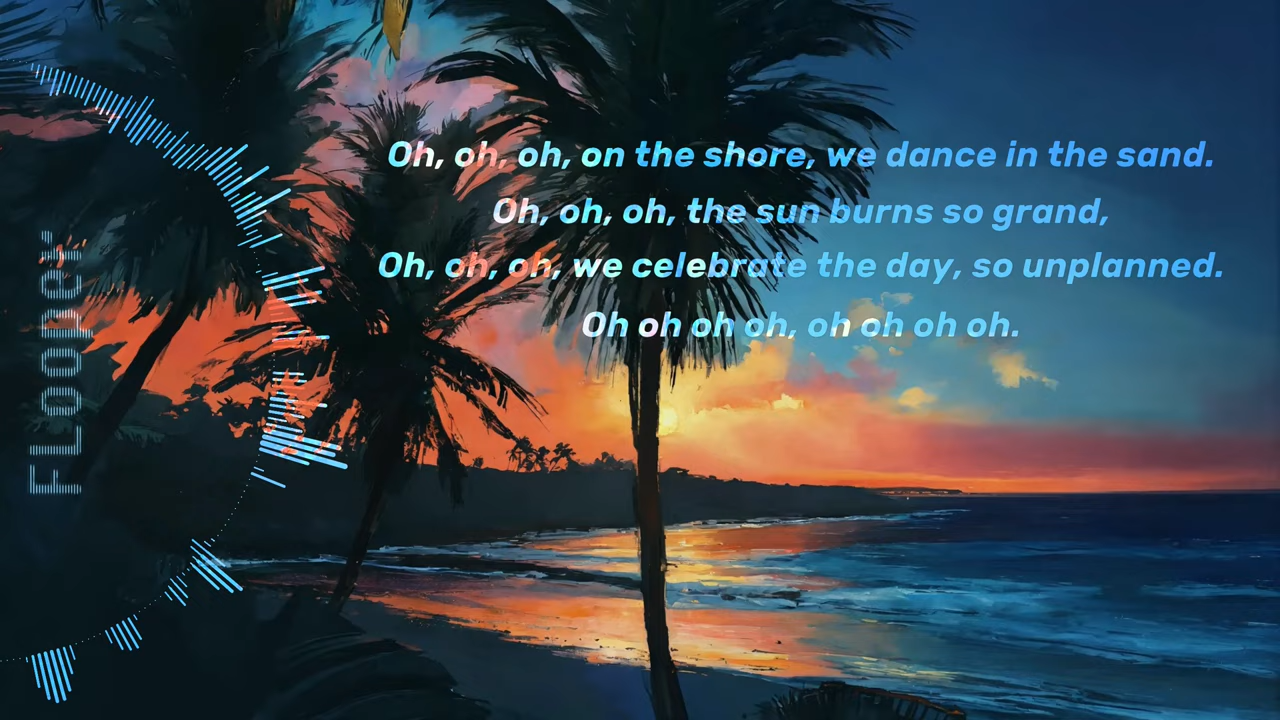 Oh, oh, oh, on the shore, we dance in the sand.
Oh, oh, oh, the sun burns so grand,
Oh, oh, oh, we celebrate the day, so unplanned.
Oh oh oh oh, oh oh oh oh.
FLooper